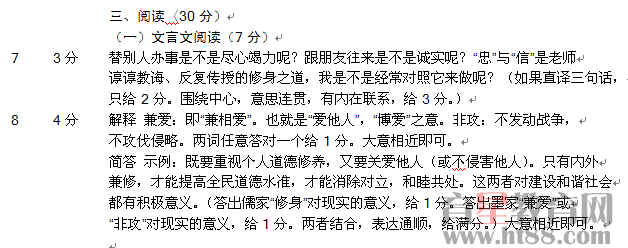 三、阅读（30 分）
（一）文言文阅读（7 分）
7 3 分 替别人办事是不是尽心竭力呢？跟朋友往来是不是诚实呢？“忠”与“信”是老师
谆谆教诲、反复传授的修身之道，我是不是经常对照它来做呢？（如果直译三句话，
只给 2 分。围绕中心，意思连贯，有内在联系，给 3 分。）
8 4 分 解释 兼爱：即“兼相爱”。也就是“爱他人”，“博爱”之意。非攻：不发动战争，
不攻伐侵略。两词任意答对一个给 1 分。大意相近即可。
简答 示例：既要重视个人道德修养，又要关爱他人（或不侵害他人）。只有内外
兼修，才能提高全民道德水准，才能消除对立，和睦共处。这两者对建设和谐社会
都有积极意义。（答出儒家“修身”对现实的意义，给 1 分。答出墨家“兼爱”或
“非攻”对现实的意义，给 1 分。两者结合，表达通顺，给满分。）大意相近即可。